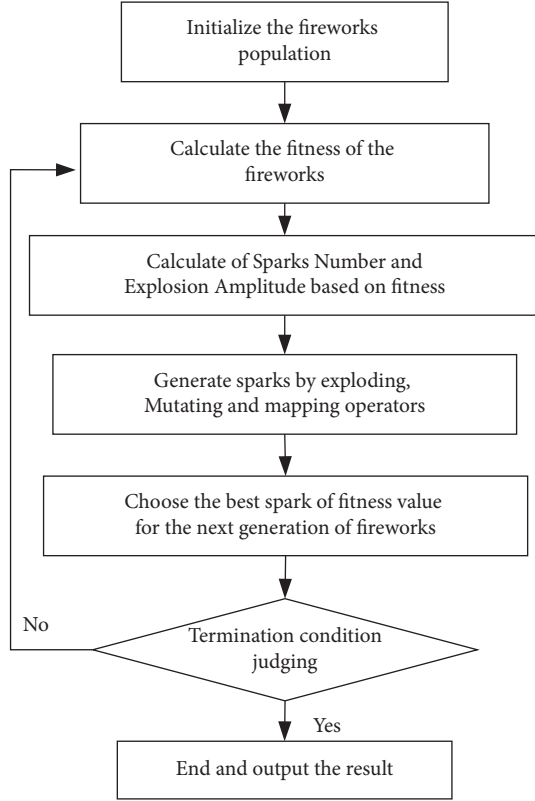 Initialize the fireworks
population
Calculate the fitness of the
fireworks
Calculate of Sparks Number and
Explosion Amplitude based on fitness
Generate sparks by exploding,
Mutating and mapping operators
Choose the best spark of fitness value
for the next generation of fireworks
No
Termination condition
judging
Yes
End and output the result